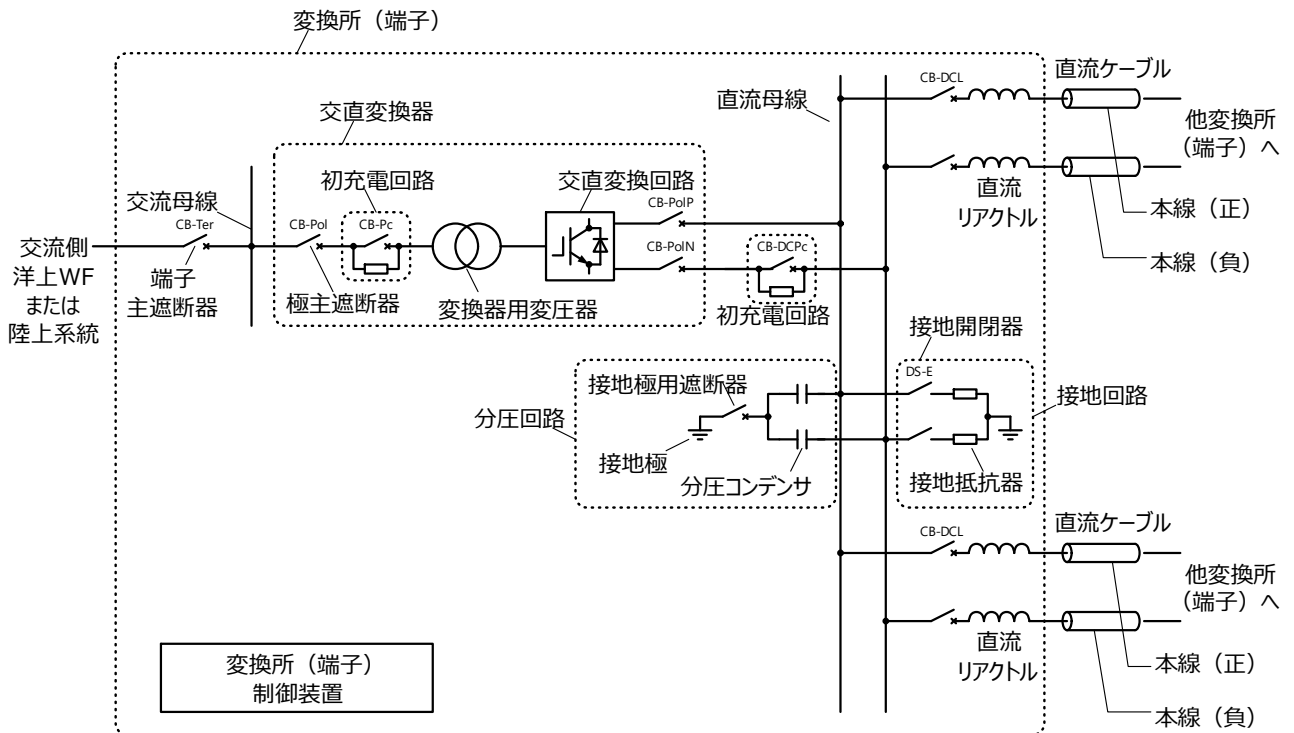 変換所（端子）
交直変換器
初充電回路
交直変換回路
直流母線
CB-DCL
直流ケーブル
他変換所
（端子）へ
直流
リアクトル
本線（正）
本線（負）
交流母線
CB-Ter
CB-Pol
CB-Pc
CB-PolP
CB-PolN
CB-DCPc
交流側
洋上WF
または
陸上系統
端子
主遮断器
極主遮断器
変換器用変圧器
初充電回路
接地開閉器
DS-E
接地回路
接地抵抗器
分圧回路
接地極用遮断器
接地極
分圧コンデンサ
CB-DCL
直流ケーブル
他変換所
（端子）へ
直流
リアクトル
本線（正）
本線（負）
変換所（端子）
制御装置